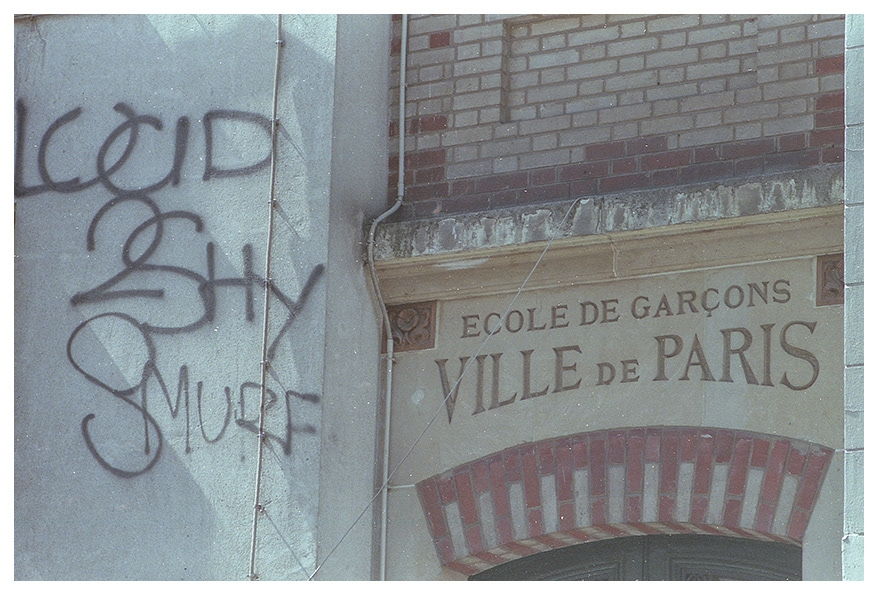 LUCID
2SHY
SMURF
ECOLE DE GARÇONS
VILLE DE PARIS